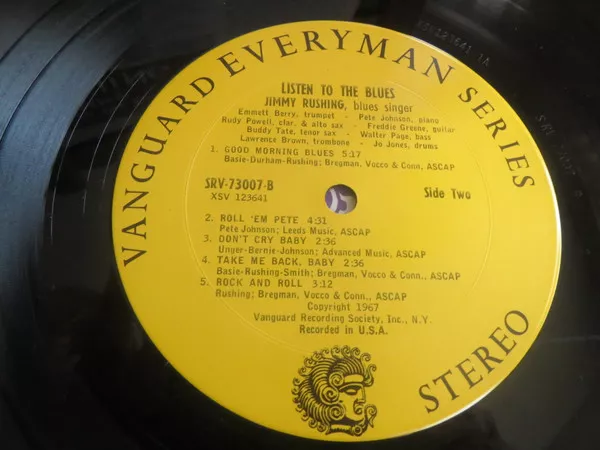 VANGUARD EVERYMAN SERIES
LISTEN TO THE BLUES
JIMMY RUSHING, blues singer
Emmett Berry, trumpet - Pete Johnson, piano
Rudy Powell, clar. & alto sax - Freddie Greene, guitar
Buddy Tate, tenor sax - Walter Page, bass
Lawrence Brown, trombone - Jo Jones, drums
1. GOOD MORNING BLUES 5:17
Basie-Durham-Rushing; Bregman, Vocco & Conn, ASCAP
SRV-73007-B
XSV 123641
Side Two
2. ROLL 'EM PETE 4:31
Pete Johnson; Leeds Music, ASCAP
3. DON'T CRY BABY 2:36
Unger-Bernie-Johnson; Advanced Music, ASCAP
4. TAKE ME BACK, BABY 2:36
Basie-Rushing-Smith; Bregman, Vocco & Conn., ASCAP
5. ROCK AND ROLL 3:12
Rushing; Bregman, Vocco & Conn., ASCAP
Copyright 1967
Vanguard Recording Society, Inc., N.Y.
Recorded in U.S.A.
STEREO